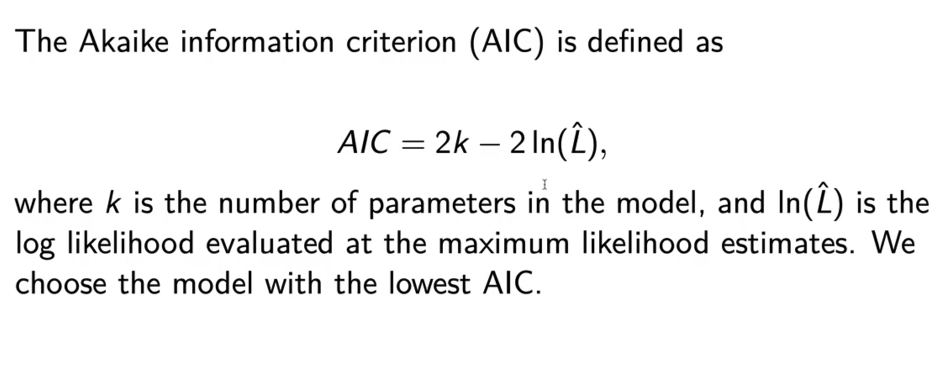 The Akaike information criterion (AIC) is defined as
AIC = 2k − 2 ln(L̂),
where k is the number of parameters in the model, and ln(L̂) is the
log likelihood evaluated at the maximum likelihood estimates. We
choose the model with the lowest AIC.